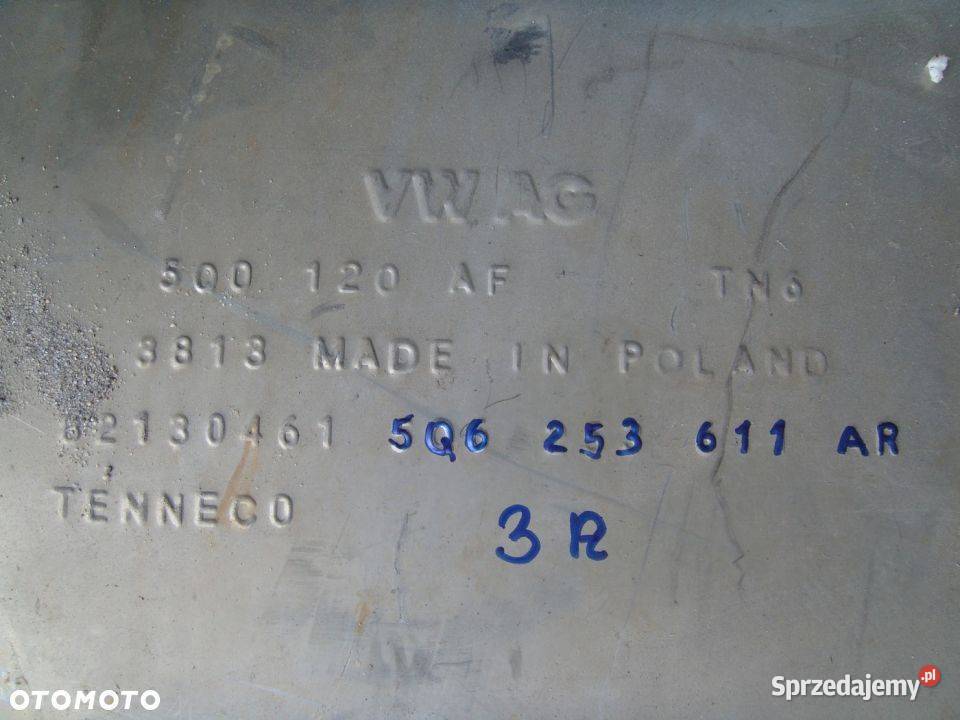 VW AG
5Q0 120 AF TN6
3813 MADE IN POLAND
82130461 5Q6 253 611 AR
TENNECO
3R
OTOMOTO
Sprzedajemy.pl